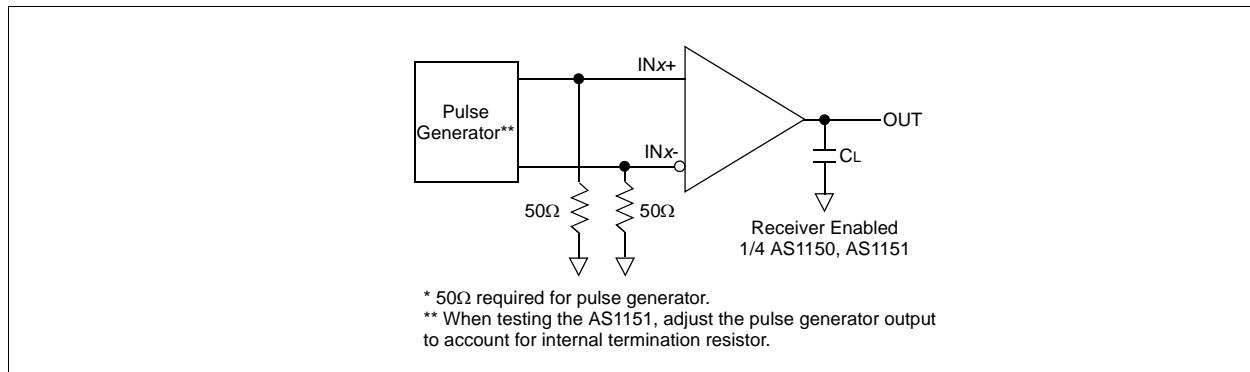 INx+
Pulse
Generator**
OUT
INx-
CL
50Ω
50Ω
Receiver Enabled
1/4 AS1150, AS1151
* 50Ω required for pulse generator.
** When testing the AS1151, adjust the pulse generator output
to account for internal termination resistor.